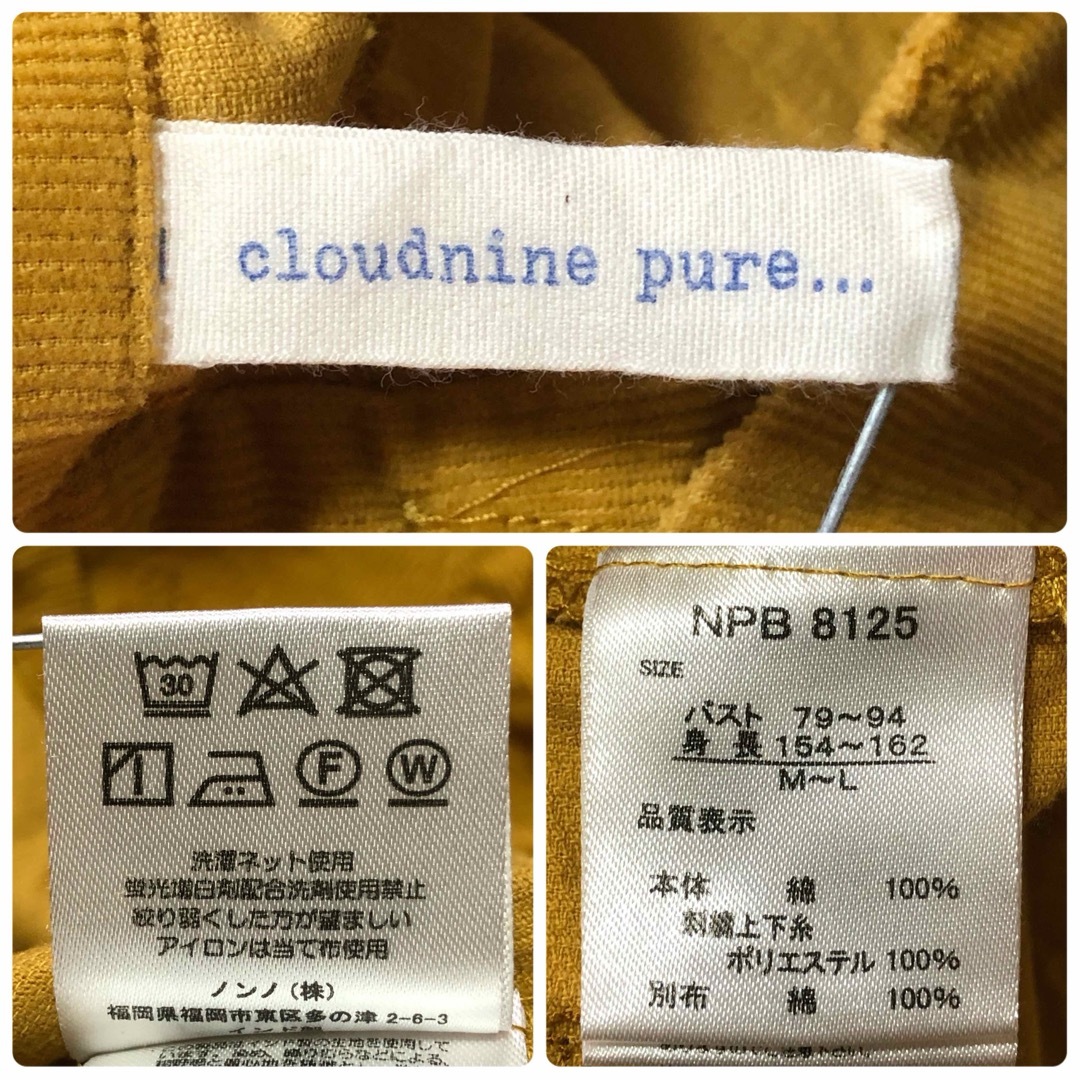 cloudnine pure...
30
F W
洗濯ネット使用
蛍光増白剤配合洗剤使用禁止
絞り弱くした方が望ましい
アイロンは当て布使用
ノンノ(株)
福岡県福岡市東区多の津 2-6-3
インド製
NPB 8125
SIZE
バスト 79〜94
身 長 154〜162
M〜L
品質表示
本体 綿 100%
刺繍上下糸
ポリエステル 100%
別布 綿 100%